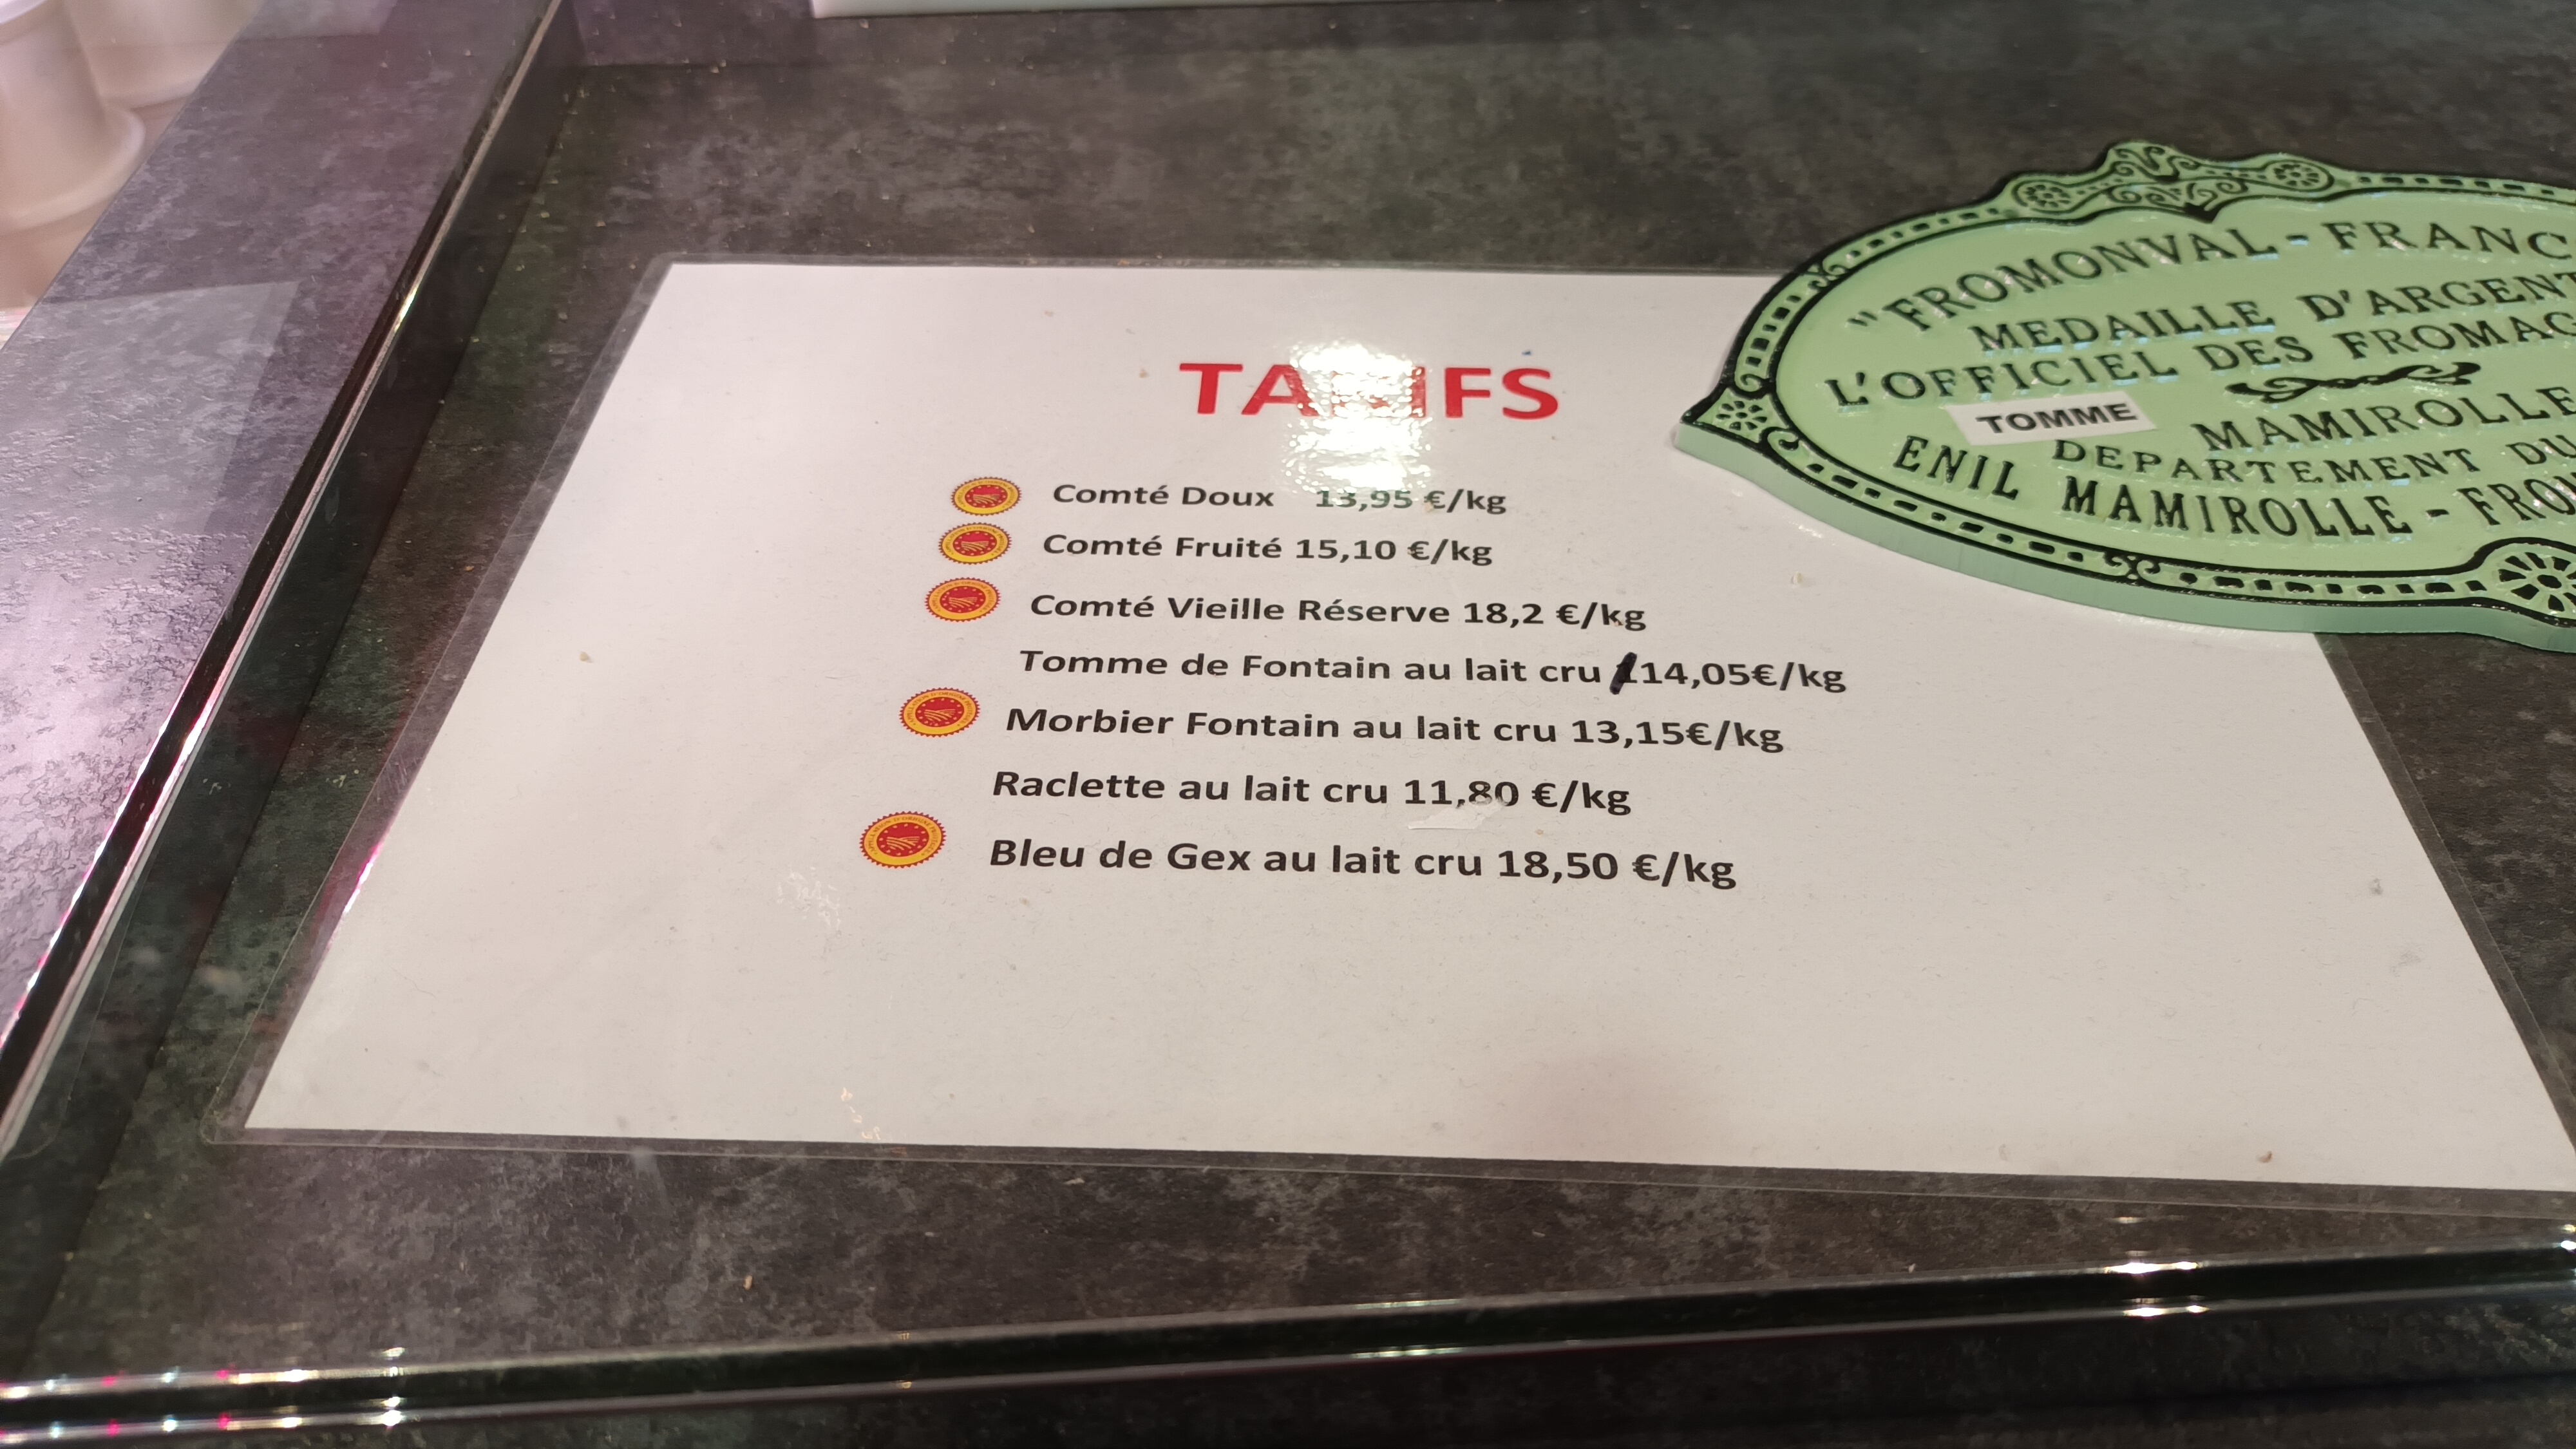 TARIFS
Comté Doux 13,95 €/kg
Comté Fruité 15,10 €/kg
Comté Vieille Réserve 18,2 €/kg
Tomme de Fontain au lait cru 14,05€/kg
Morbier Fontain au lait cru 13,15€/kg
Raclette au lait cru 11,80 €/kg
Bleu de Gex au lait cru 18,50 €/kg
"FROMONVAL - FRANC
MEDAILLE D'ARGENT
L'OFFICIEL DES FROMAG
TOMME
MAMIROLLE
DEPARTEMENT DU
ENIL MAMIROLLE - FRO